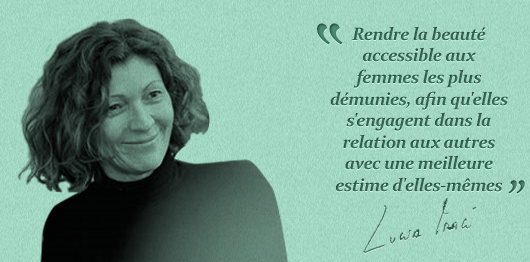 “ Rendre la beauté
accessible aux
femmes les plus
démunies, afin qu'elles
s'engagent dans la
relation aux autres
avec une meilleure
estime d'elles-mêmes ”
Lucia